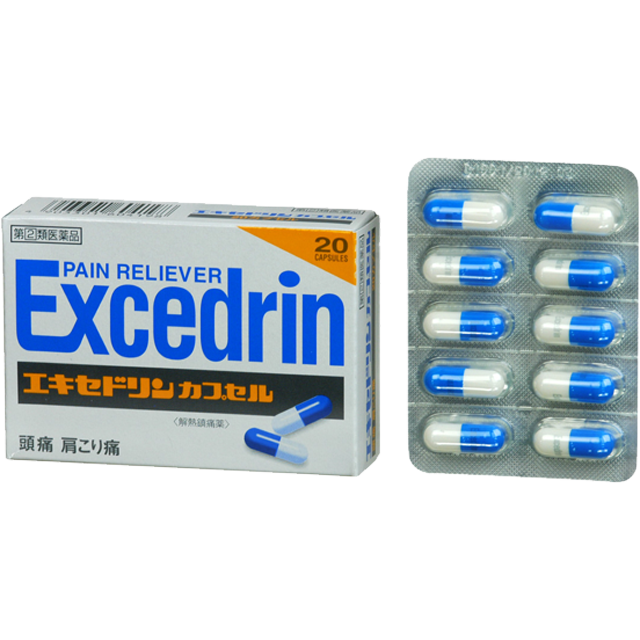 指②類医薬品
20
CAPSULES
PAIN RELIEVER
Excedrin
エキセドリン カプセル
〈解熱鎮痛薬〉
頭痛 肩こり痛